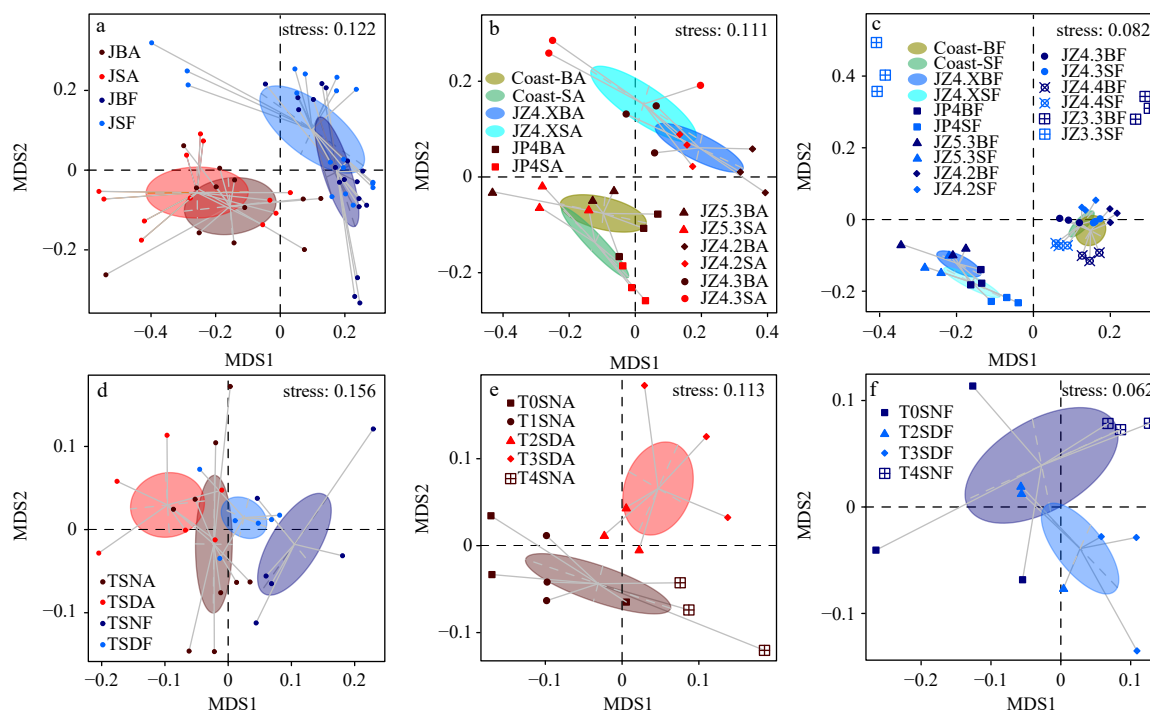 a
stress: 0.122
JBA
JSA
JBF
JSF
0.2
0
−0.2
MDS2
−0.4
−0.2
0
0.2
MDS1
b
stress: 0.111
Coast-BA
Coast-SA
JZ4.XBA
JZ4.XSA
JP4BA
JP4SA
JZ5.3BA
JZ5.3SA
JZ4.2BA
JZ4.2SA
JZ4.3BA
JZ4.3SA
0.2
0
−0.2
MDS2
−0.4
−0.2
0
0.2
0.4
MDS1
c
stress: 0.082
Coast-BF
Coast-SF
JZ4.XBF
JZ4.XSF
JP4BF
JP4SF
JZ5.3BF
JZ5.3SF
JZ4.2BF
JZ4.2SF
JZ4.3BF
JZ4.3SF
JZ4.4BF
JZ4.4SF
JZ3.3BF
JZ3.3SF
0.4
0.2
0
−0.2
MDS2
−0.4
−0.2
0
0.2
MDS1
d
stress: 0.156
TSNA
TSDA
TSNF
TSDF
0.1
0
−0.1
MDS2
−0.2
−0.1
0
0.1
0.2
MDS1
e
stress: 0.113
T0SNA
T1SNA
T2SDA
T3SDA
T4SNA
0.1
0
−0.1
MDS2
−0.1
0
0.1
MDS1
f
stress: 0.062
T0SNF
T2SDF
T3SDF
T4SNF
0.1
0
−0.1
MDS2
−0.2
−0.1
0
0.1
MDS1